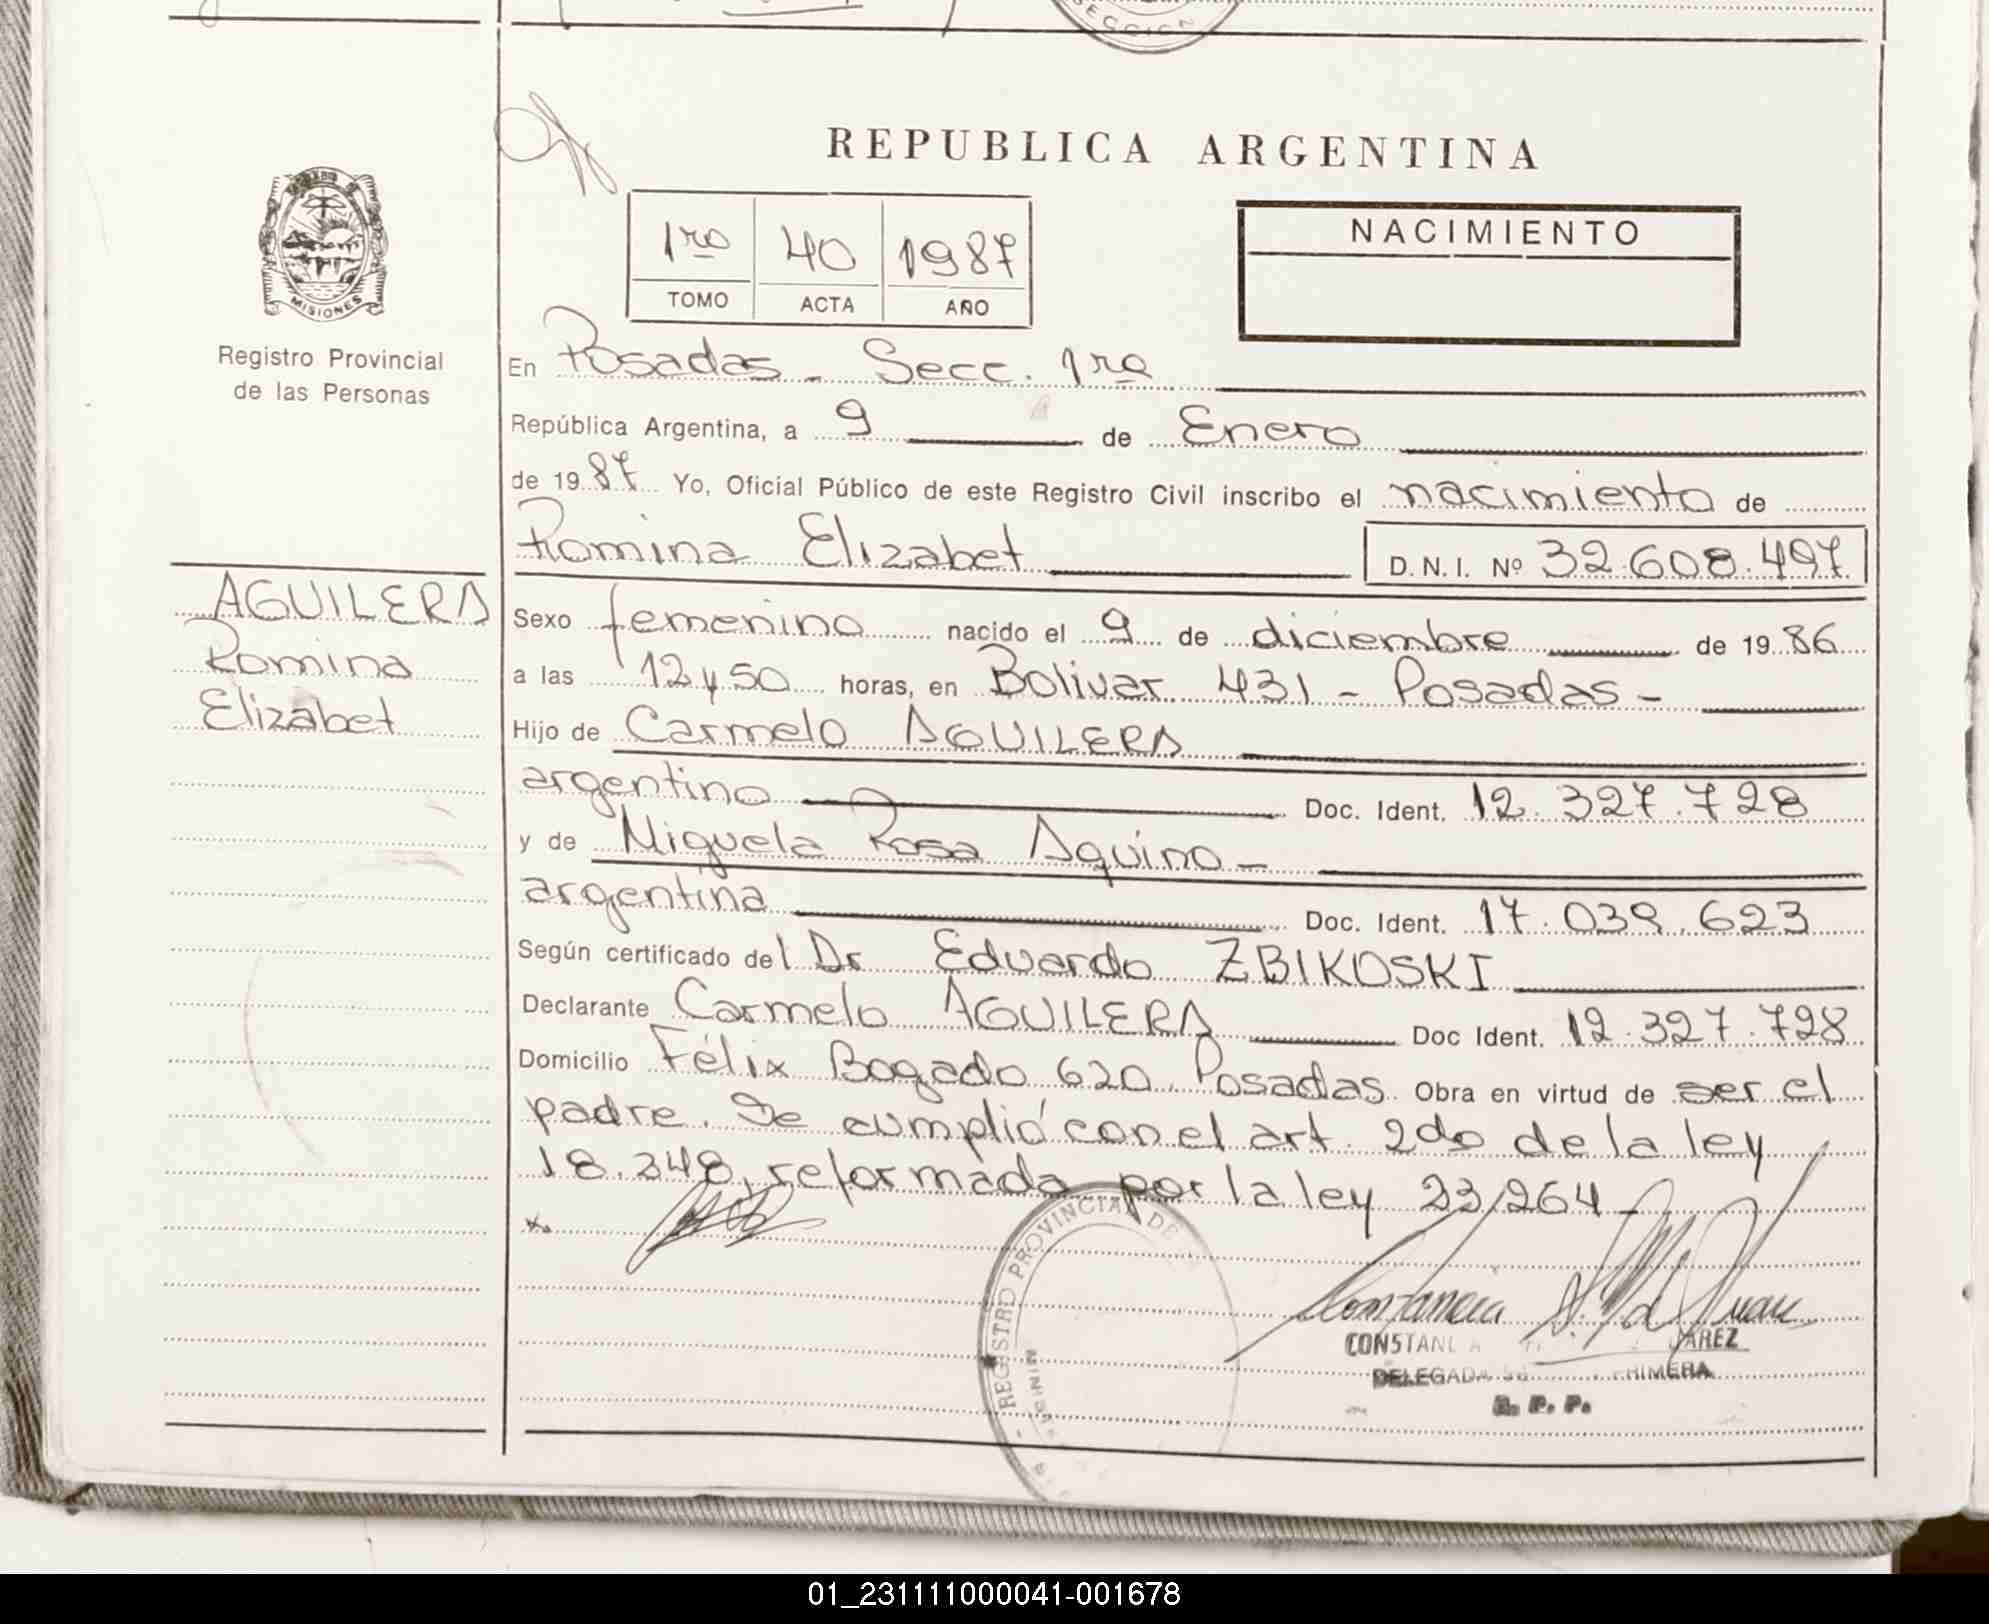 ECCION
REPUBLICA ARGENTINA
1ro 40 1987
TOMO ACTA AÑO
NACIMIENTO
MISIONES
Registro Provincial
de las Personas
En Posadas - Secc. 1ra
República Argentina, a 9 de Enero
de 1987 Yo, Oficial Público de este Registro Civil inscribo el nacimiento de
Romina Elizabet D.N.I. Nº 32.608.497
AGUILERA
Romina
Elizabet
Sexo femenino nacido el 9 de diciembre de 1986
a las 12 y 50 horas, en Bolivar 431 - Posadas -
Hijo de Carmelo AGUILERA
argentino Doc. Ident. 12.327.728
y de Miguela Rosa Aquino -
argentina Doc. Ident. 17.039.623
Según certificado del Dr Eduardo ZBIKOSKI
Declarante Carmelo AGUILERA Doc Ident. 12.327.728
Domicilio Félix Bogado 620. Posadas. Obra en virtud de ser el
padre. Se cumplió con el art. 2do de la ley
18.248, reformada por la ley 23.264 -
REGISTRO PROVINCIAL DE
CONSTANC A JAREZ
DELEGADA PRIMERA
R. P. P.
01_231111000041-001678